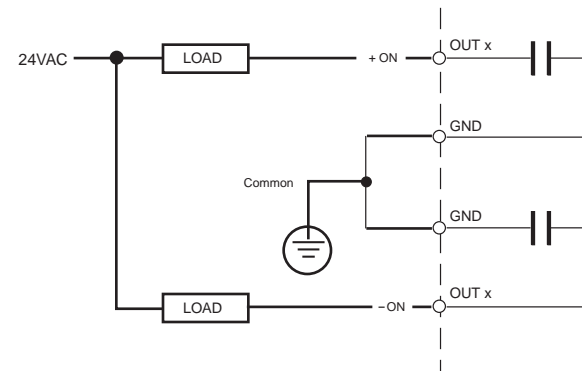 OUT x
24VAC
LOAD
+ ON
GND
Common
GND
OUT x
LOAD
−ON